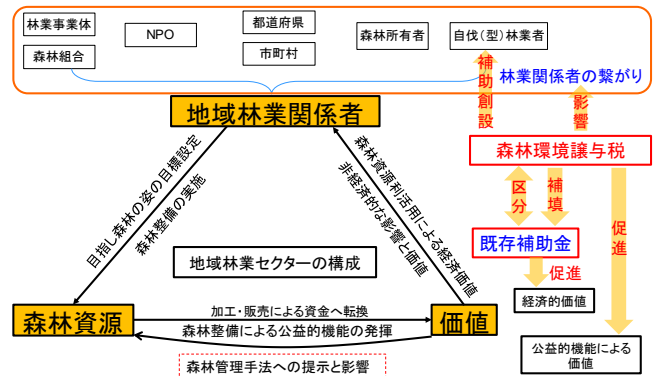 林業事業体
NPO
都道府県
森林所有者
自伐(型)林業者
森林組合
市町村
林業関係者の繋がり
補助創設
影響
地域林業関係者
森林環境譲与税
目指し森林の姿の目標設定
森林整備の実施
森林資源利活用による経済価値
非経済的な影響と価値
区分
補填
促進
既存補助金
地域林業セクターの構成
促進
経済的価値
森林資源
加工・販売による資金へ転換
価値
森林整備による公益的機能の発揮
公益的機能による
価値
森林管理手法への提示と影響